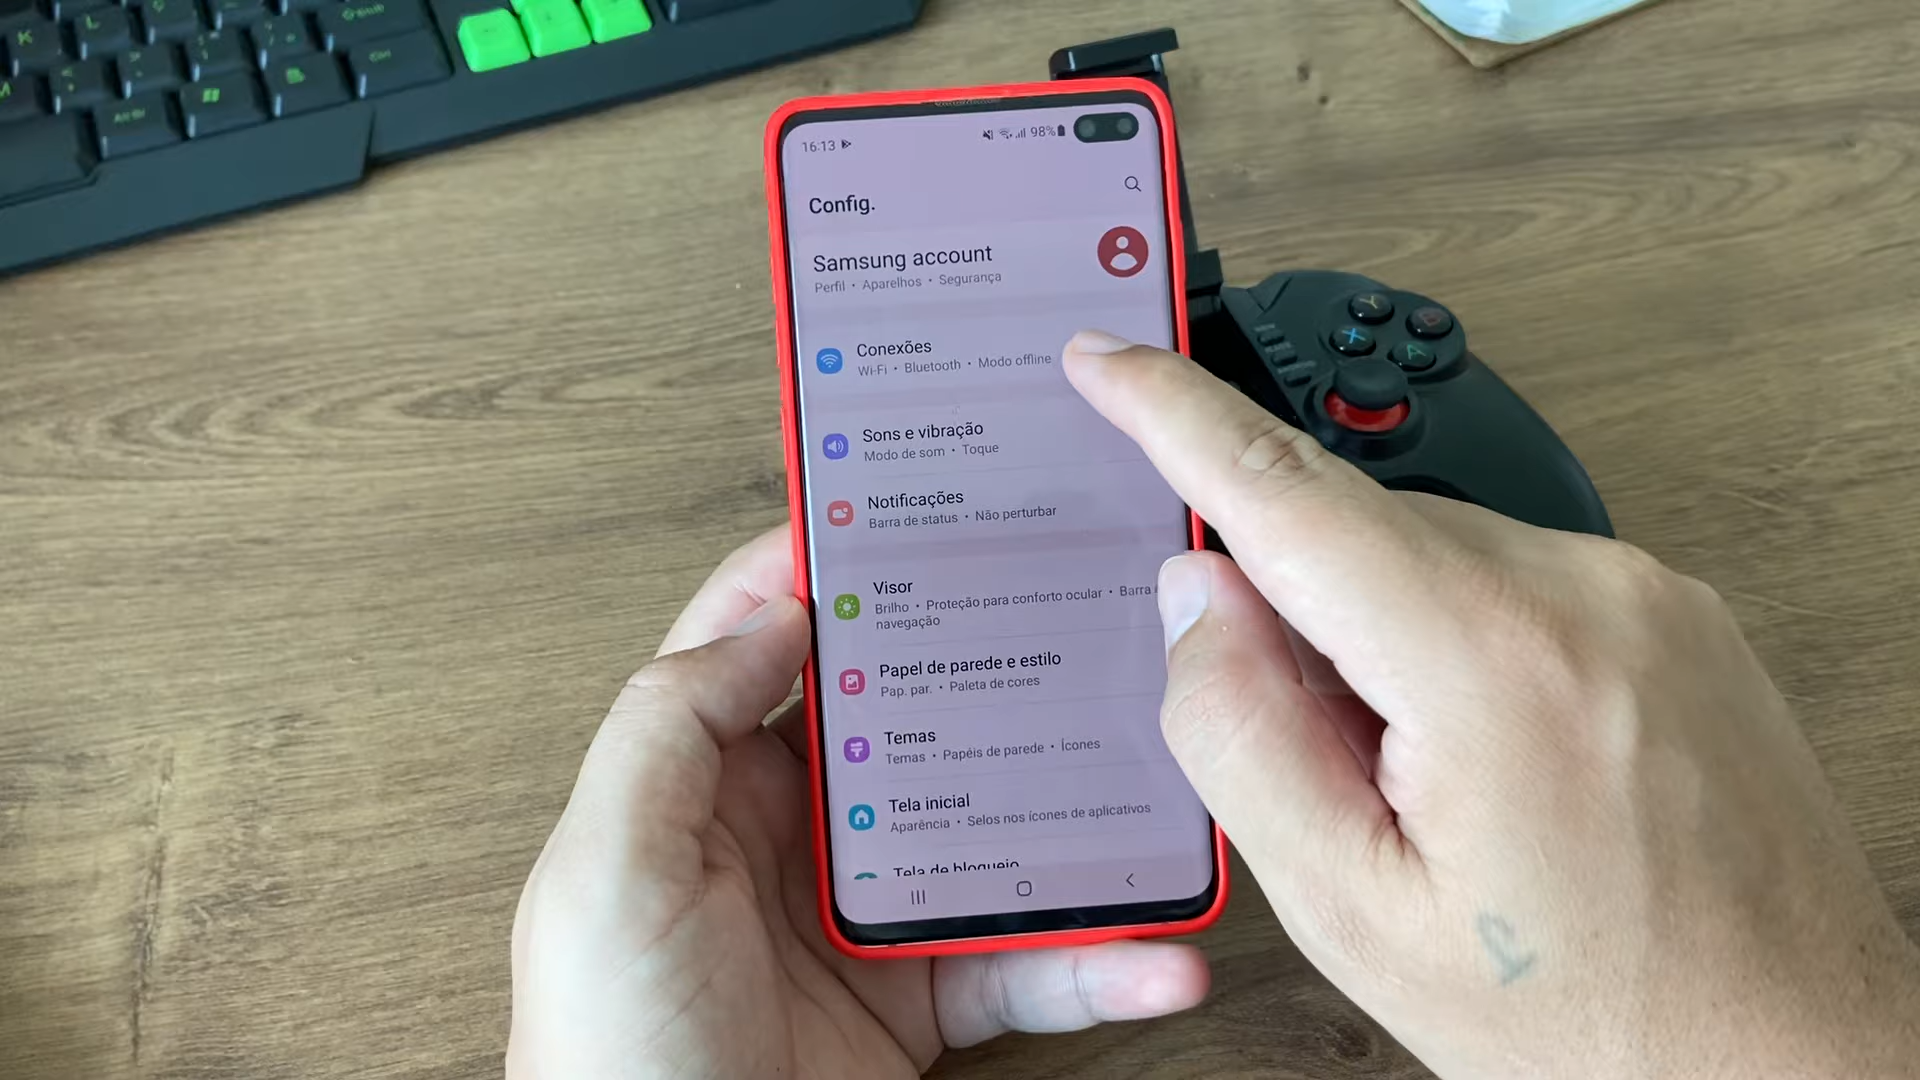 16:13
98%
Config.
Samsung account
Perfil • Aparelhos • Segurança
Conexões
Wi-Fi • Bluetooth • Modo offline
Sons e vibração
Modo de som • Toque
Notificações
Barra de status • Não perturbar
Visor
Brilho • Proteção para conforto ocular • Barra
navegação
Papel de parede e estilo
Pap. par. • Paleta de cores
Temas
Temas • Papéis de parede • Ícones
Tela inicial
Aparência • Selos nos ícones de aplicativos
Tela de bloqueio
Y
X
B
A
K
L
M
Alt Gr
Ctrl